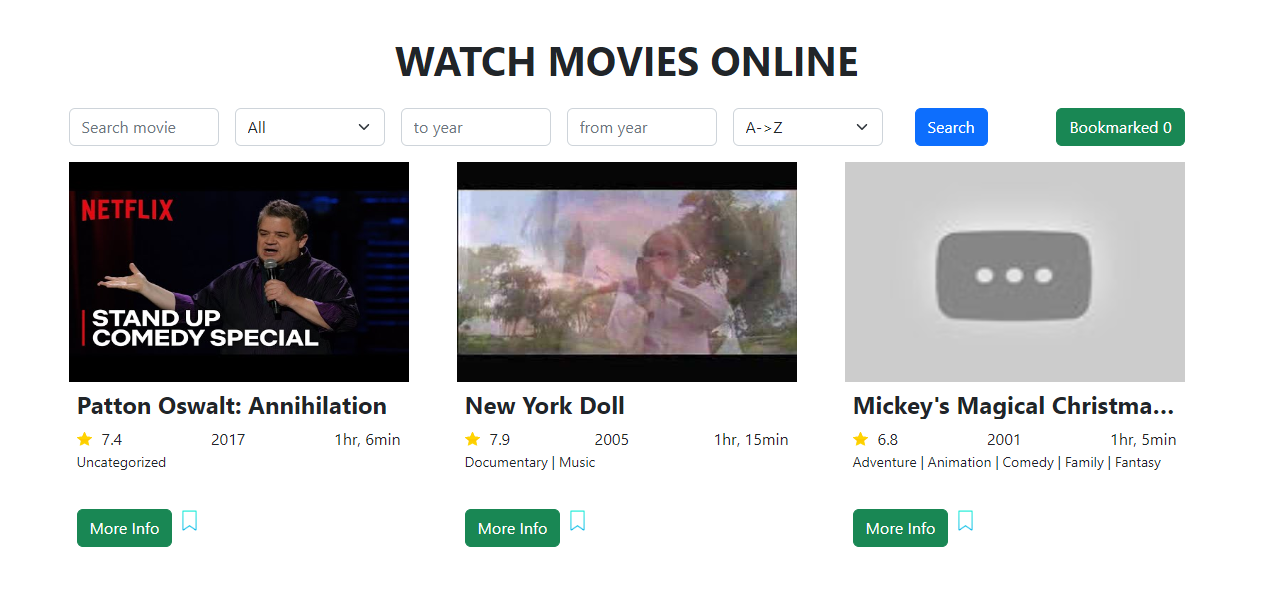 WATCH MOVIES ONLINE
Search movie All to year from year A->Z Search Bookmarked 0
NETFLIX
STAND UP
COMEDY SPECIAL
Patton Oswalt: Annihilation
7.4 2017 1hr, 6min
Uncategorized
More Info
New York Doll
7.9 2005 1hr, 15min
Documentary | Music
More Info
Mickey's Magical Christma...
6.8 2001 1hr, 5min
Adventure | Animation | Comedy | Family | Fantasy
More Info